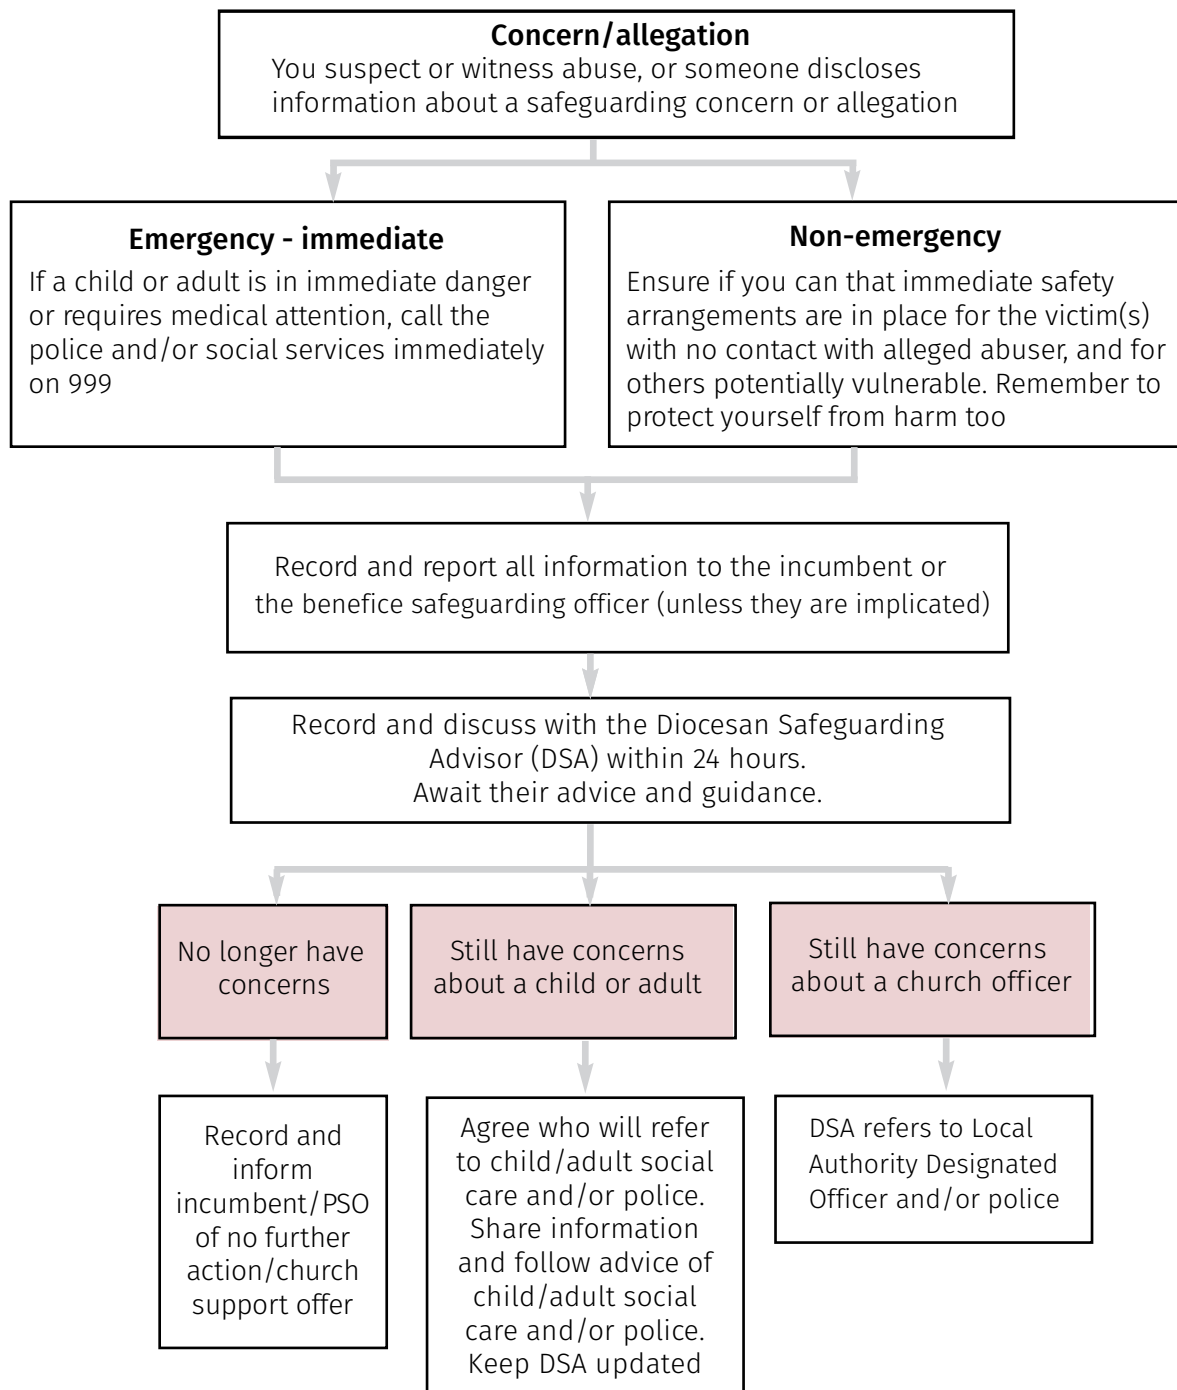 Concern/allegation
You suspect or witness abuse, or someone discloses
information about a safeguarding concern or allegation
Emergency - immediate
If a child or adult is in immediate danger
or requires medical attention, call the
police and/or social services immediately
on 999
Non-emergency
Ensure if you can that immediate safety
arrangements are in place for the victim(s)
with no contact with alleged abuser, and for
others potentially vulnerable. Remember to
protect yourself from harm too
Record and report all information to the incumbent or
the benefice safeguarding officer (unless they are implicated)
Record and discuss with the Diocesan Safeguarding
Advisor (DSA) within 24 hours.
Await their advice and guidance.
No longer have
concerns
Still have concerns
about a child or adult
Still have concerns
about a church officer
Record and
inform
incumbent/PSO
of no further
action/church
support offer
Agree who will refer
to child/adult social
care and/or police.
Share information
and follow advice of
child/adult social
care and/or police.
Keep DSA updated
DSA refers to Local
Authority Designated
Officer and/or police